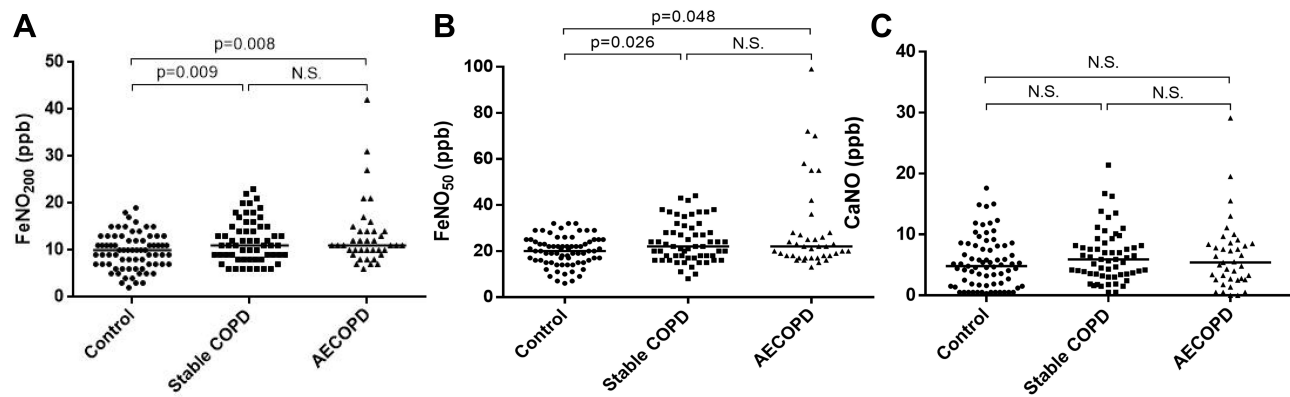 A
p=0.008
p=0.009 N.S.
FeNO200 (ppb)
50
40
30
20
10
0
Control
Stable COPD
AECOPD
B
p=0.048
p=0.026 N.S.
FeNO50 (ppb)
100
80
60
40
20
0
Control
Stable COPD
AECOPD
C
N.S.
N.S. N.S.
CaNO (ppb)
40
30
20
10
0
Control
Stable COPD
AECOPD